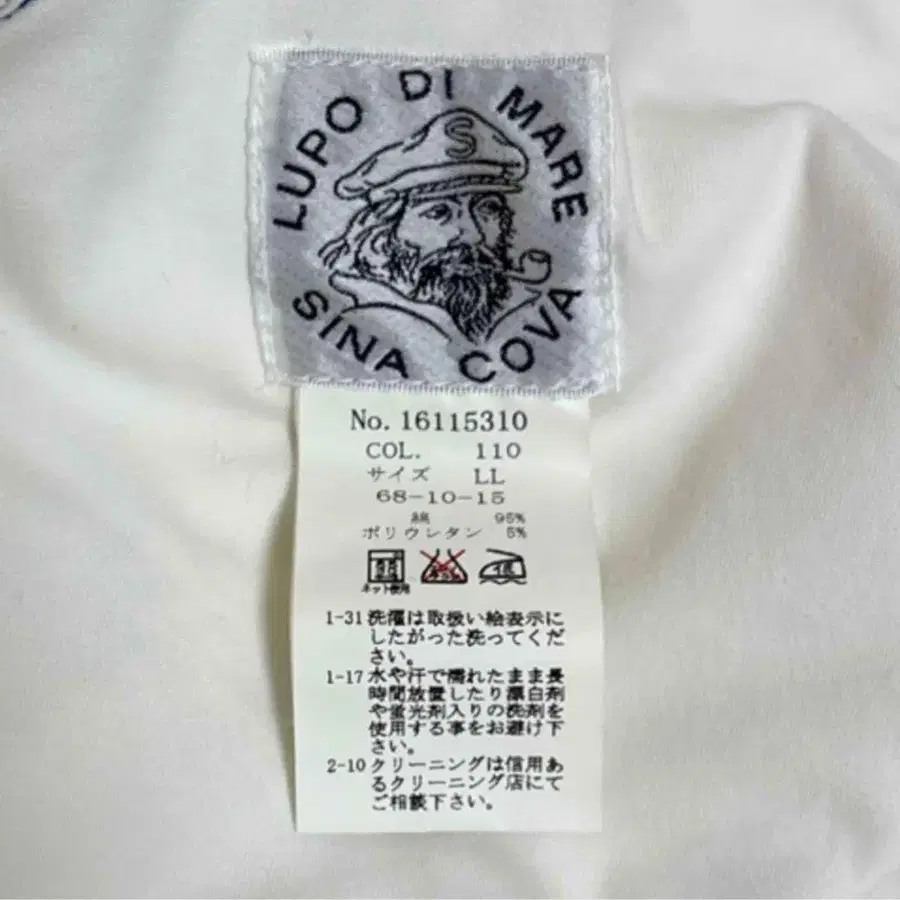 LUPO DI MARE
S
SINA COVA
No. 16115310
COL. 110
サイズ LL
68-10-15
綿 95%
ポリウレタン 5%
ネット使用
1-31 洗濯は取扱い絵表示に
したがった洗ってくだ
さい。
1-17 水や汗で濡れたまま長
時間放置したり漂白剤
や蛍光剤入りの洗剤を
使用する事をお避け下
さい。
2-10 クリーニングは信用あ
るクリーニング店にて
ご相談下さい。